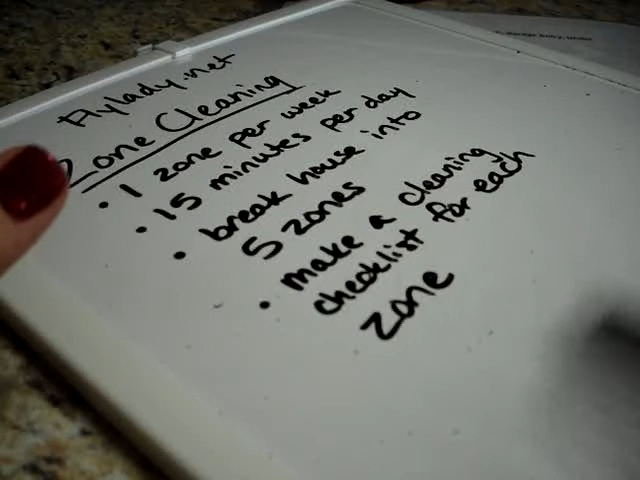 Flylady.net
Zone Cleaning
• 1 zone per week
• 15 minutes per day
• break house into
5 zones
• make a cleaning
checklist for each
zone